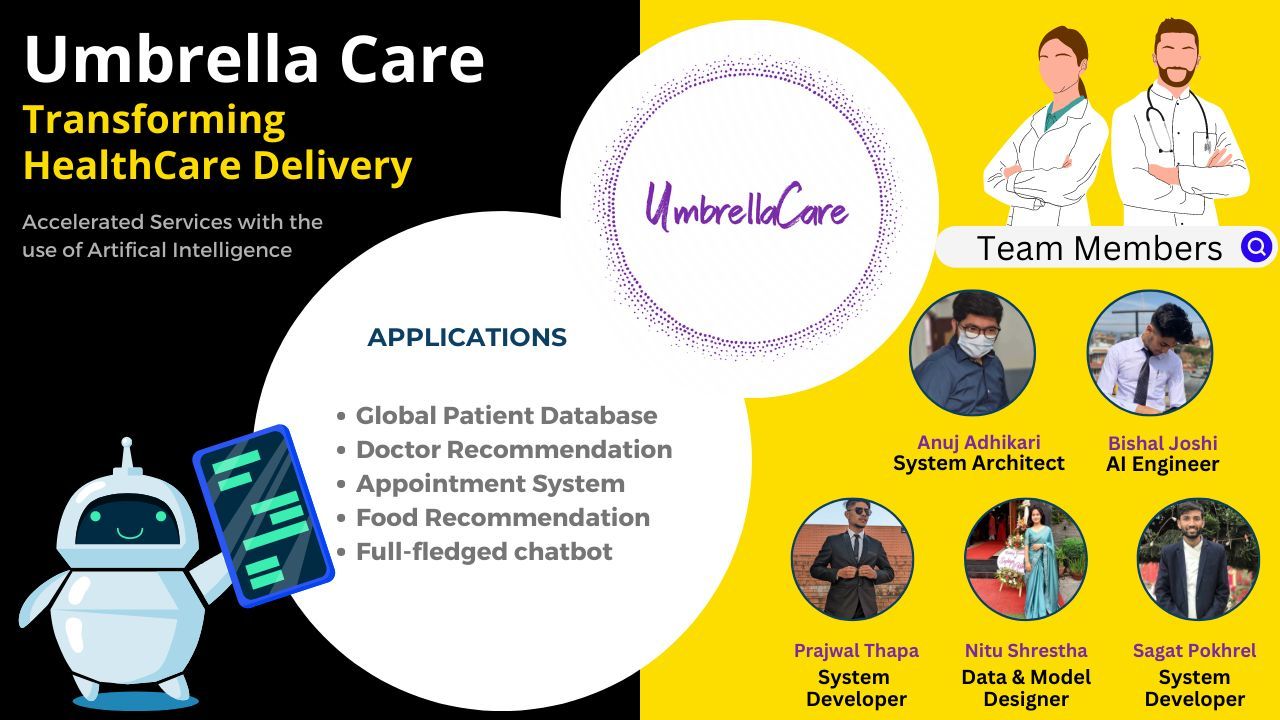 Umbrella Care
Transforming
HealthCare Delivery
Accelerated Services with the
use of Artifical Intelligence
UmbrellaCare
APPLICATIONS
Global Patient Database
Doctor Recommendation
Appointment System
Food Recommendation
Full-fledged chatbot
Team Members
Anuj Adhikari
System Architect
Bishal Joshi
AI Engineer
Prajwal Thapa
System
Developer
Nitu Shrestha
Data & Model
Designer
Sagat Pokhrel
System
Developer